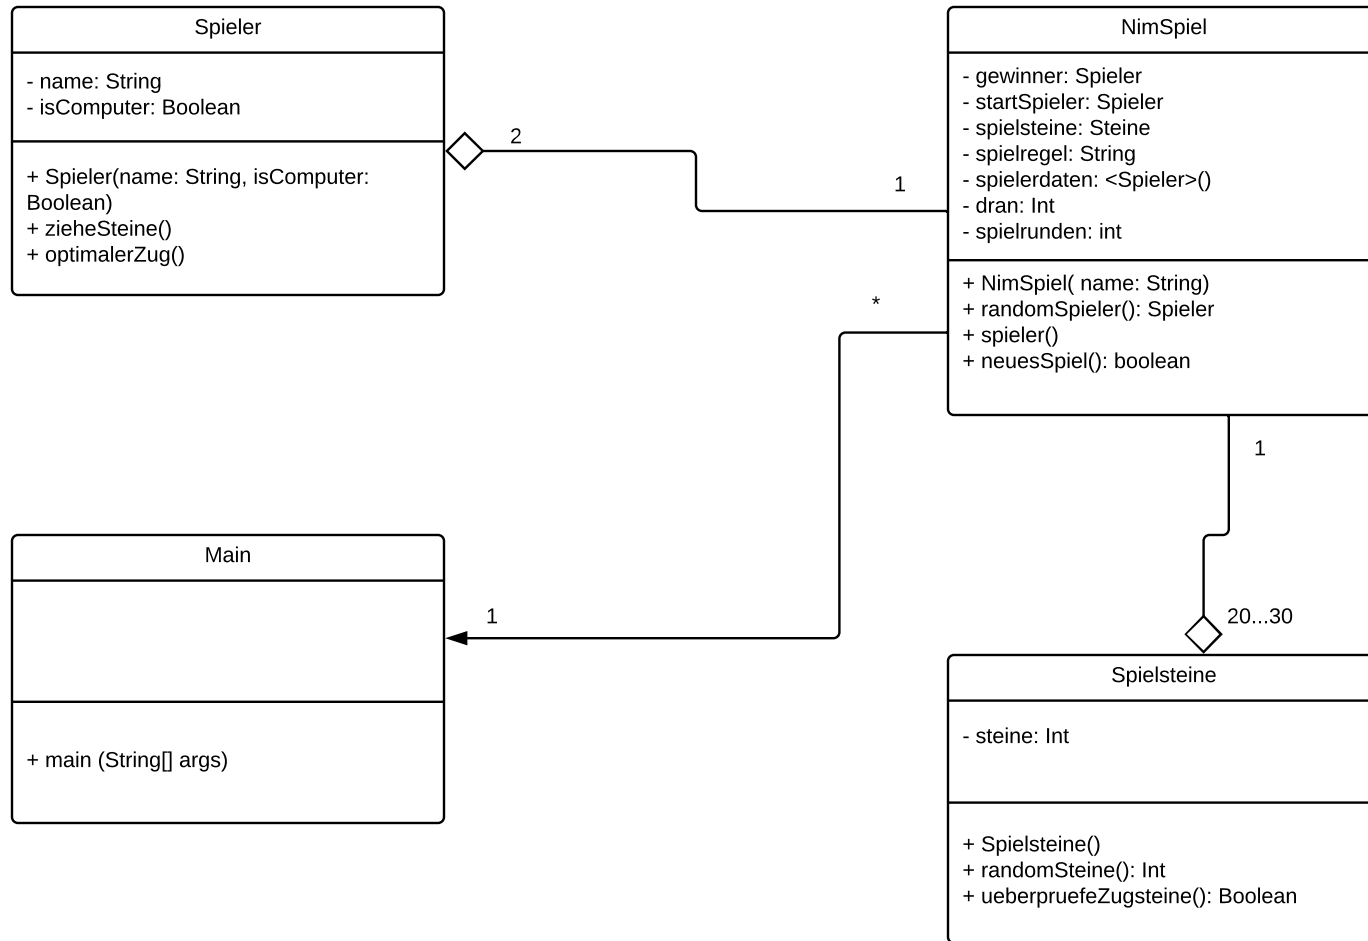 Spieler
- name: String
- isComputer: Boolean
+ Spieler(name: String, isComputer:
Boolean)
+ zieheSteine()
+ optimalerZug()
2
1
NimSpiel
- gewinner: Spieler
- startSpieler: Spieler
- spielsteine: Steine
- spielregel: String
- spielerdaten: <Spieler>()
- dran: Int
- spielrunden: int
+ NimSpiel( name: String)
+ randomSpieler(): Spieler
+ spieler()
+ neuesSpiel(): boolean
*
1
Main
+ main (String[] args)
1
20...30
Spielsteine
- steine: Int
+ Spielsteine()
+ randomSteine(): Int
+ ueberpruefeZugsteine(): Boolean